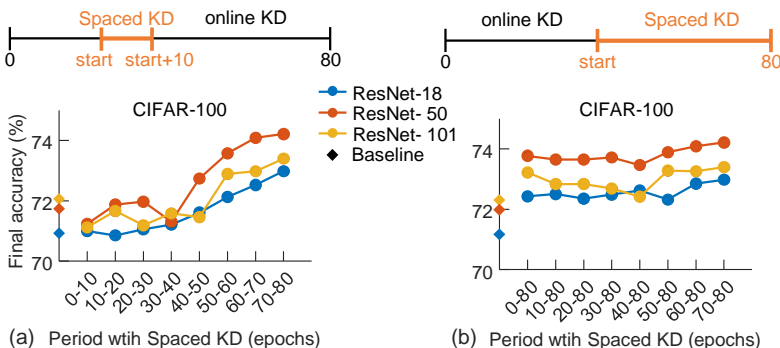 Spaced KD
online KD
0
start
start+10
80
online KD
Spaced KD
0
start
80
ResNet-18
ResNet- 50
ResNet- 101
Baseline
CIFAR-100
Final accuracy (%)
74
72
70
0-10
10-20
20-30
30-40
40-50
50-60
60-70
70-80
(a) Period wtih Spaced KD (epochs)
CIFAR-100
74
72
70
0-80
10-80
20-80
30-80
40-80
50-80
60-80
70-80
(b) Period wtih Spaced KD (epochs)